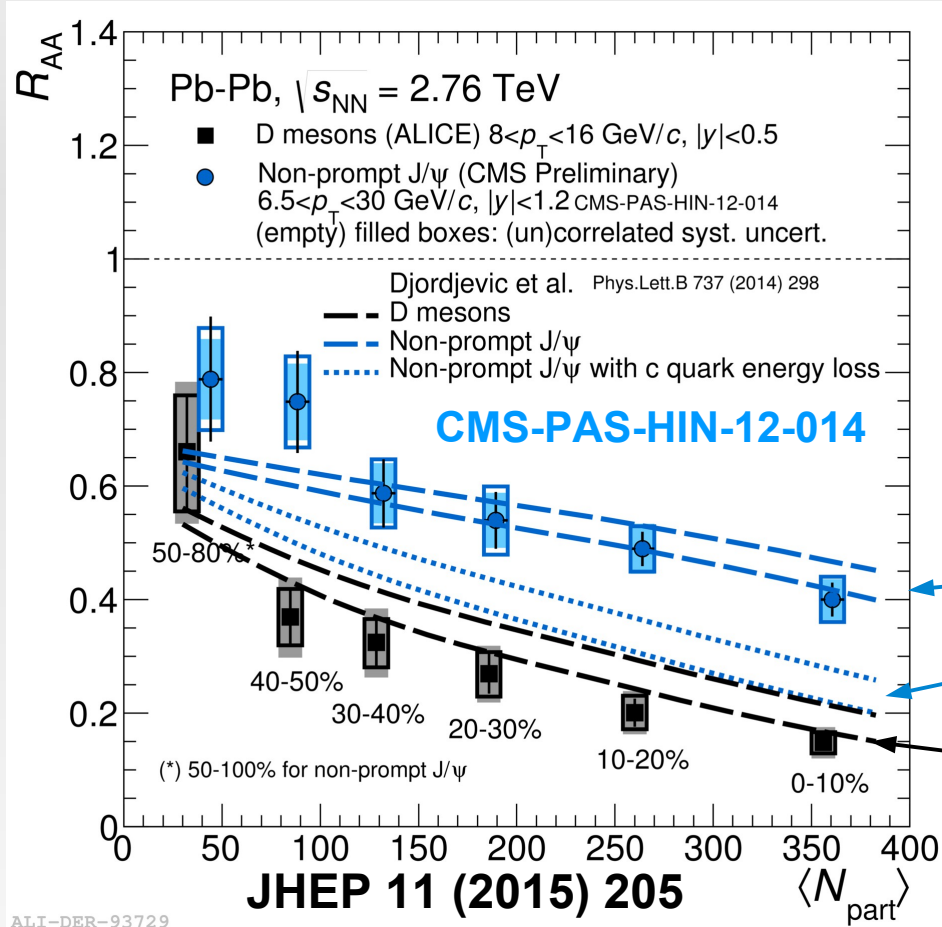 R_AA
1.4
1.2
1
0.8
0.6
0.4
0.2
0
Pb-Pb, √s_NN = 2.76 TeV
D mesons (ALICE) 8<p_T<16 GeV/c, |y|<0.5
Non-prompt J/ψ (CMS Preliminary)
6.5<p_T<30 GeV/c, |y|<1.2 CMS-PAS-HIN-12-014
(empty) filled boxes: (un)correlated syst. uncert.
Djordjevic et al. Phys.Lett.B 737 (2014) 298
D mesons
Non-prompt J/ψ
Non-prompt J/ψ with c quark energy loss
CMS-PAS-HIN-12-014
50-80%*
40-50%
30-40%
20-30%
10-20%
0-10%
(*) 50-100% for non-prompt J/ψ
0 50 100 150 200 250 300 350 400
JHEP 11 (2015) 205
⟨N_part⟩
ALI-DER-93729